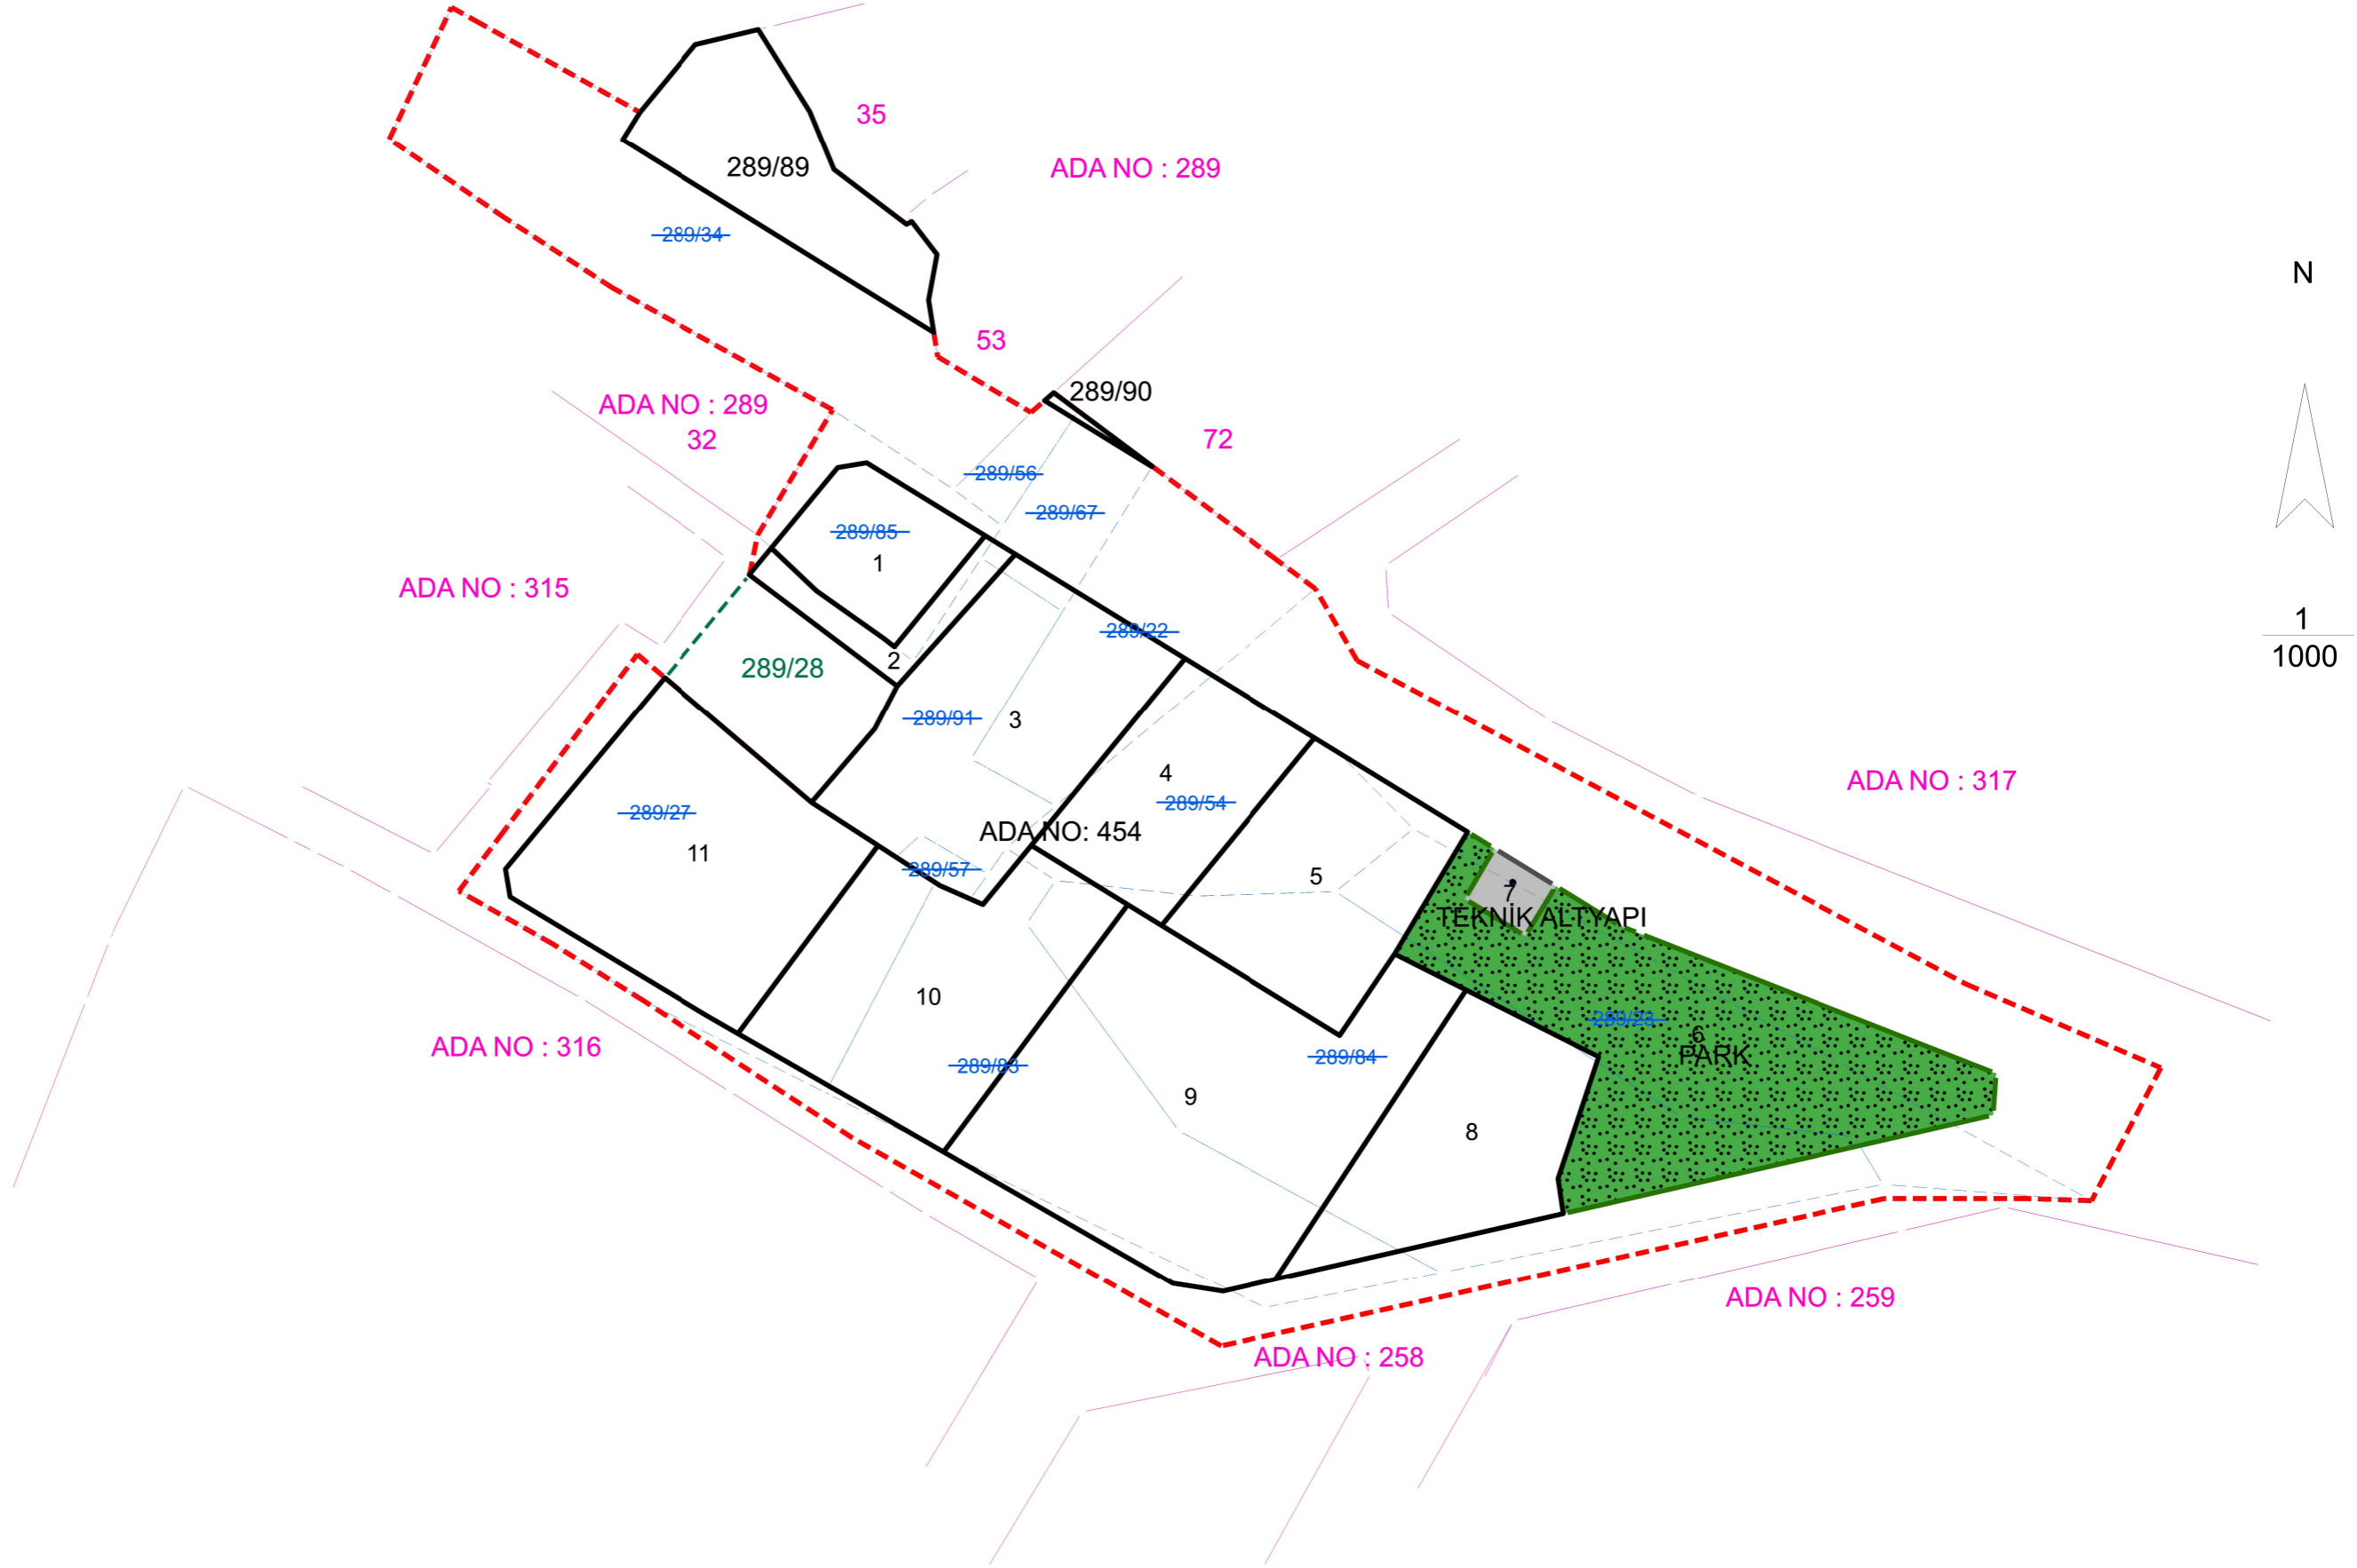 35
289/89
ADA NO : 289
289/34
N
53
289/90
ADA NO : 289
32
72
289/56
289/67
289/85
1
ADA NO : 315
1
1000
289/22
2
289/28
289/91
3
4
ADA NO : 317
289/54
289/27
ADA NO: 454
11
289/57
5
7
TEKNİK ALTYAPI
10
289/23
6
PARK
ADA NO : 316
289/84
289/83
9
8
ADA NO : 259
ADA NO : 258